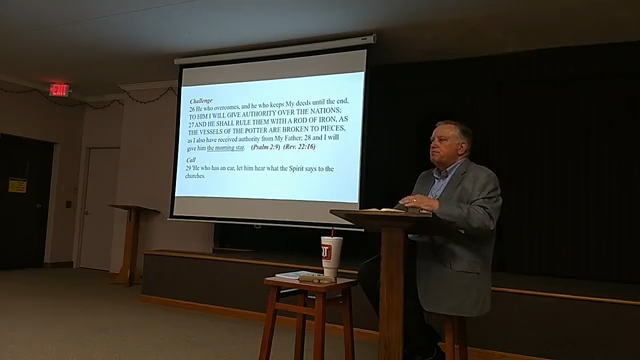 EXIT
Challenge
26 He who overcomes, and he who keeps My deeds until the end,
TO HIM I WILL GIVE AUTHORITY OVER THE NATIONS;
27 AND HE SHALL RULE THEM WITH A ROD OF IRON, AS
THE VESSELS OF THE POTTER ARE BROKEN TO PIECES,
as I also have received authority from My Father; 28 and I will
give him the morning star. (Psalm 2:9) (Rev. 22:16)
Call
29 'He who has an ear, let him hear what the Spirit says to the
churches.